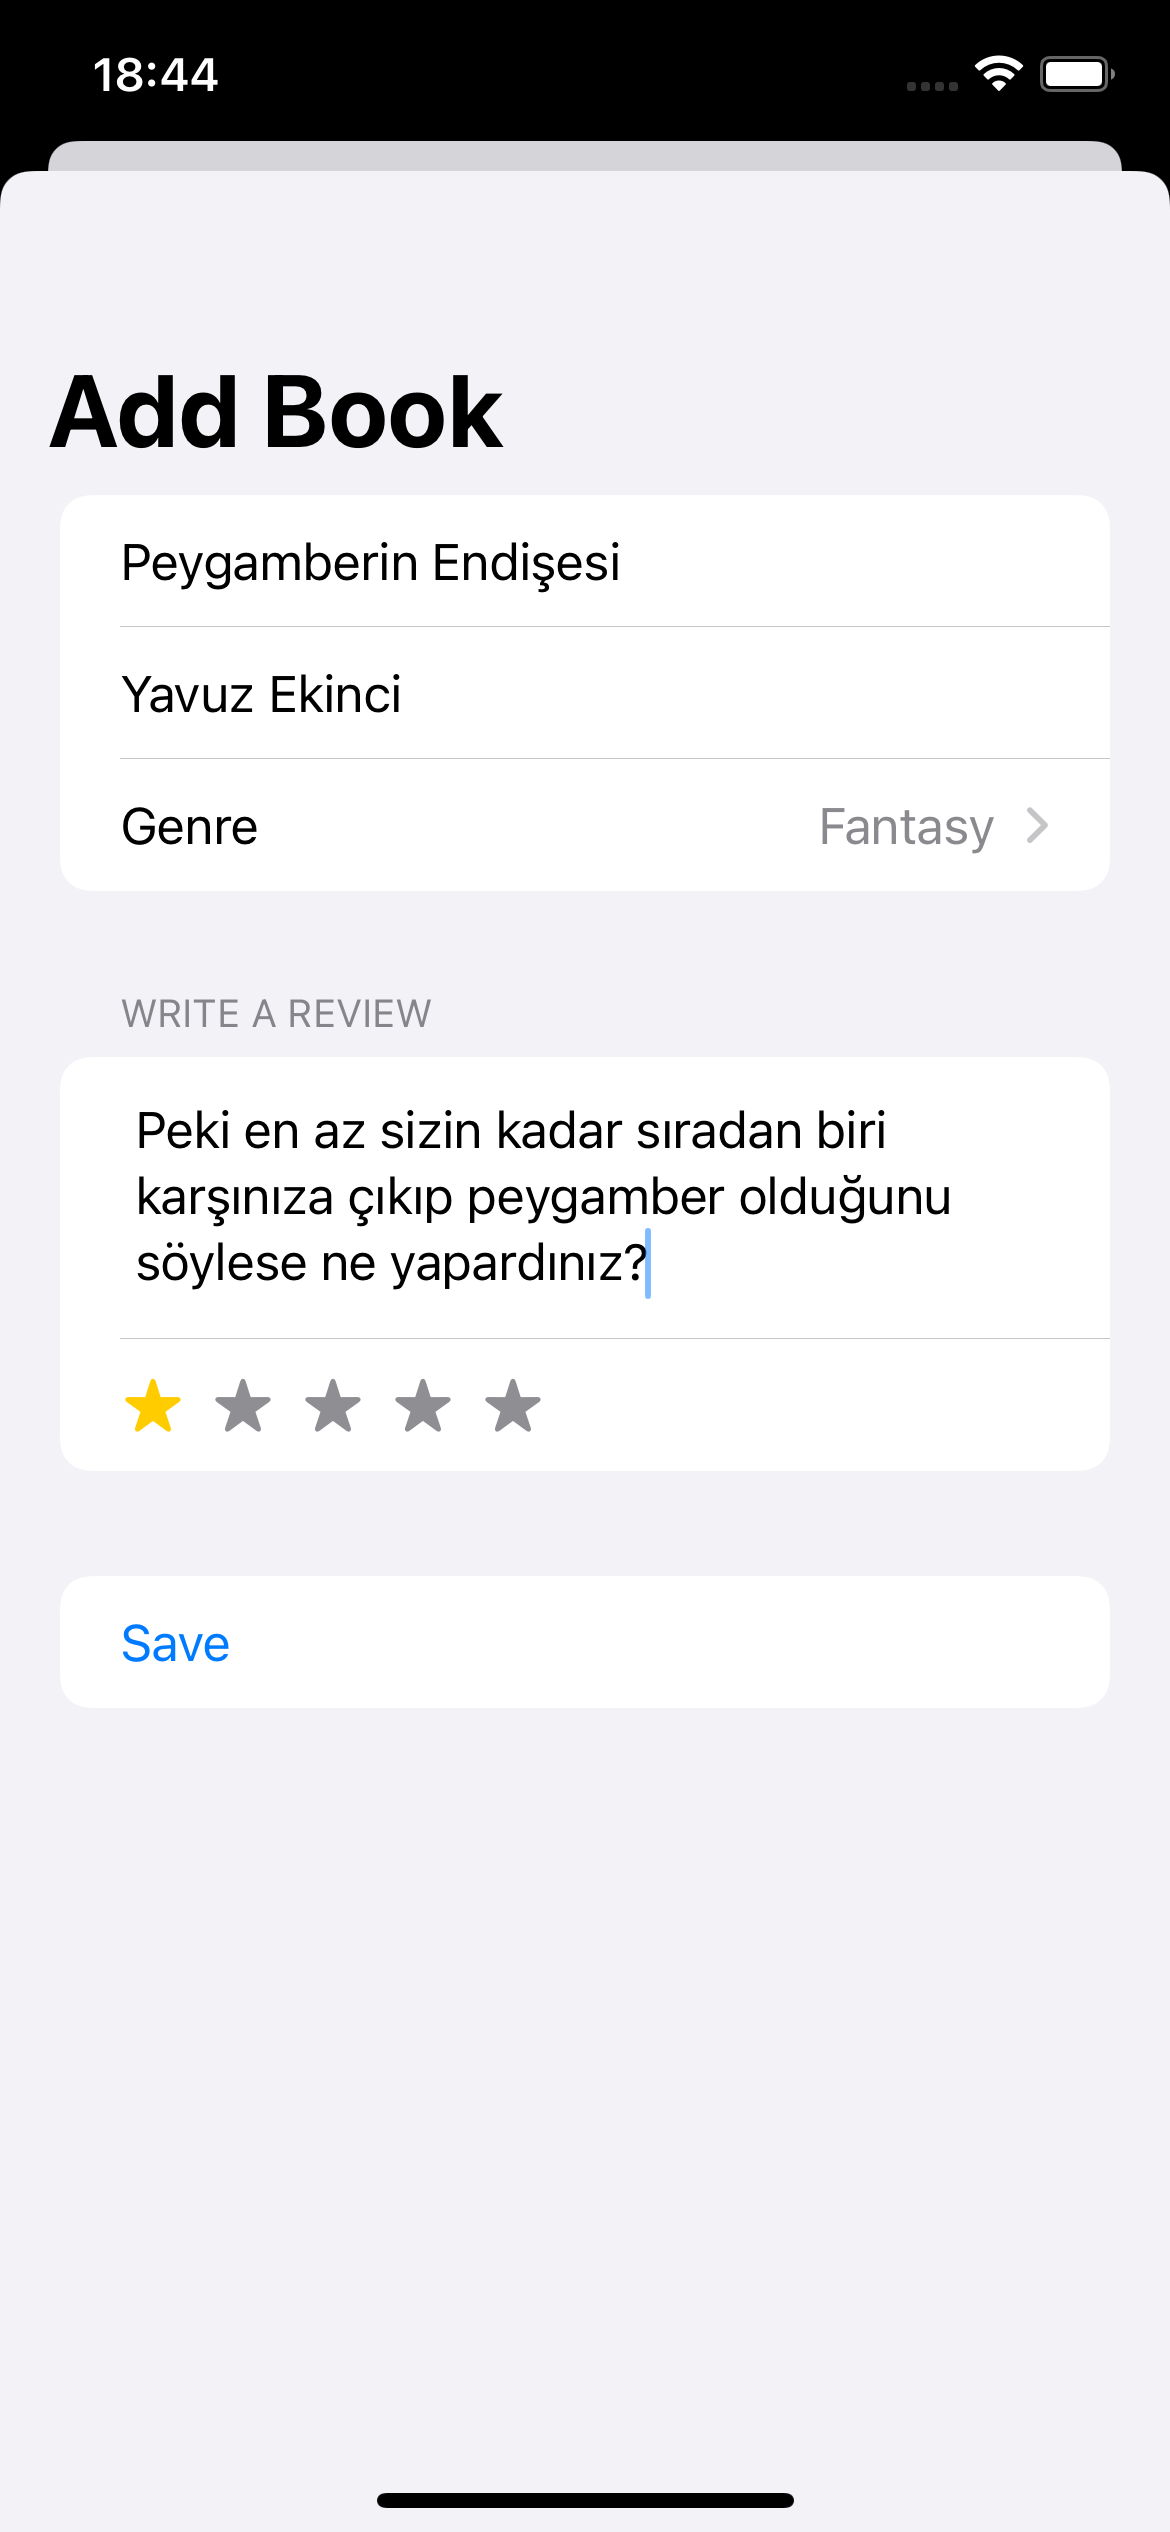 18:44
Add Book
Peygamberin Endişesi
Yavuz Ekinci
Genre Fantasy
WRITE A REVIEW
Peki en az sizin kadar sıradan biri
karşınıza çıkıp peygamber olduğunu
söylese ne yapardınız?
Save